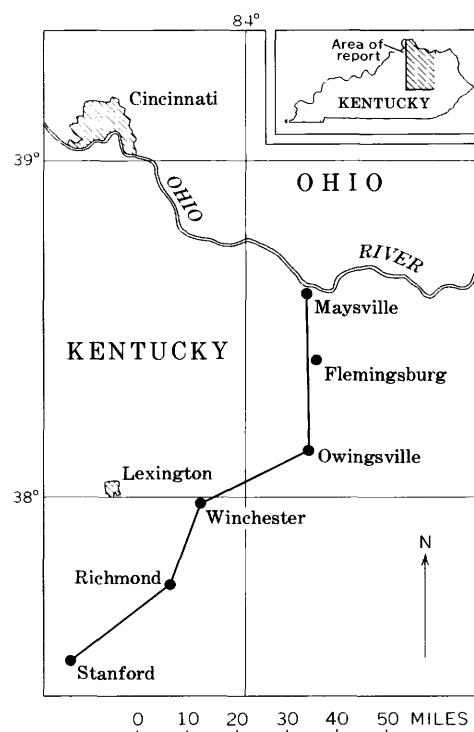 84°
Area of
report
KENTUCKY
Cincinnati
39°
OHIO
OHIO
RIVER
Maysville
KENTUCKY
Flemingsburg
Owingsville
Lexington
38°
Winchester
N
Richmond
Stanford
0 10 20 30 40 50 MILES